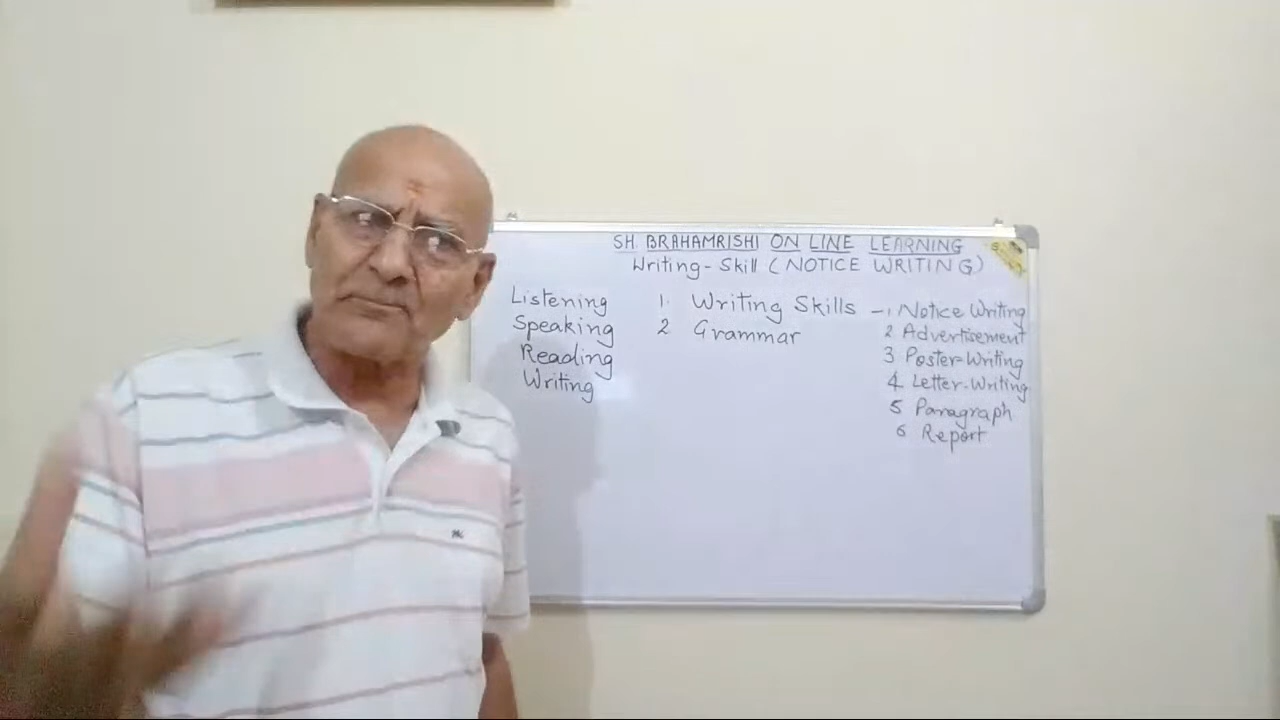 SH. BRAHAMRISHI ON LINE LEARNING
Writing-Skill (NOTICE WRITING)
Listening
Speaking
Reading
Writing
1. Writing Skills
2 Grammar
– 1 Notice Writing
2 Advertisement
3 Poster-Writing
4 Letter-Writing
5 Paragraph
6 Report